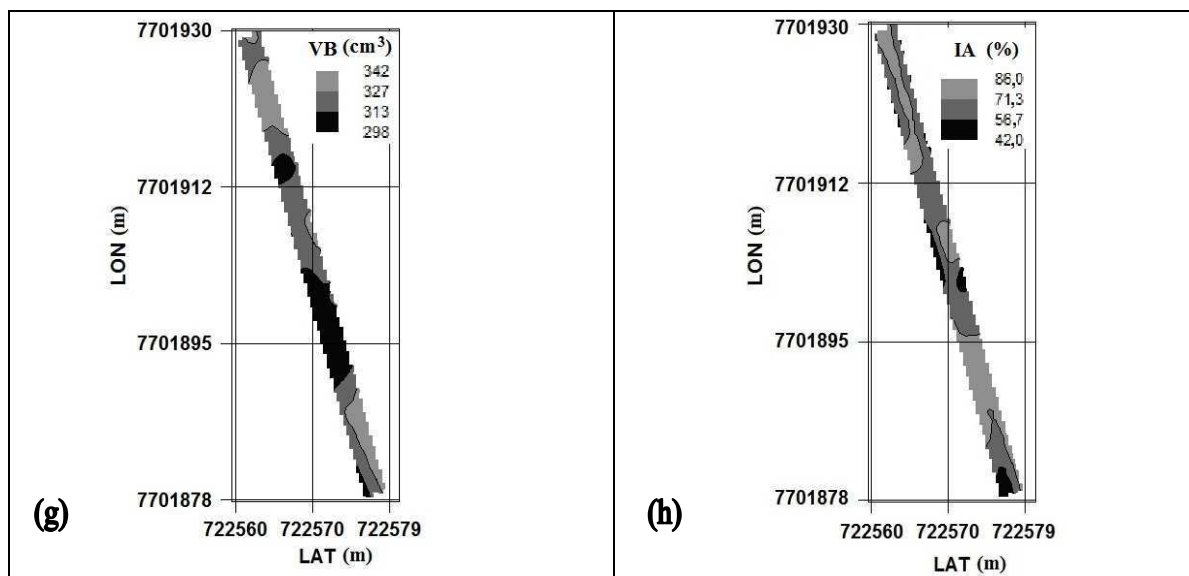 7701930
VB (cm³)
342
327
313
298
7701912
LON (m)
7701895
7701878
722560 722570 722579
LAT (m)
(g)
7701930
IA (%)
86,0
71,3
56,7
42,0
7701912
LON (m)
7701895
7701878
722560 722570 722579
LAT (m)
(h)